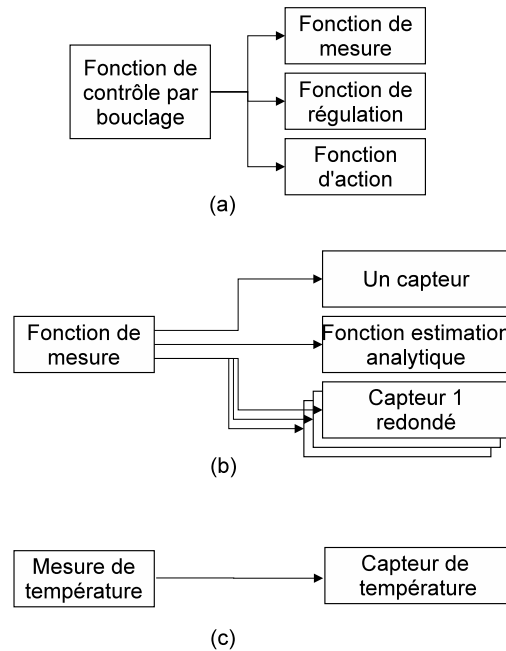 Fonction de
contrôle par
bouclage
Fonction de
mesure
Fonction de
régulation
Fonction
d'action
(a)
Fonction de
mesure
Un capteur
Fonction estimation
analytique
Capteur 1
redondé
(b)
Mesure de
température
Capteur de
température
(c)